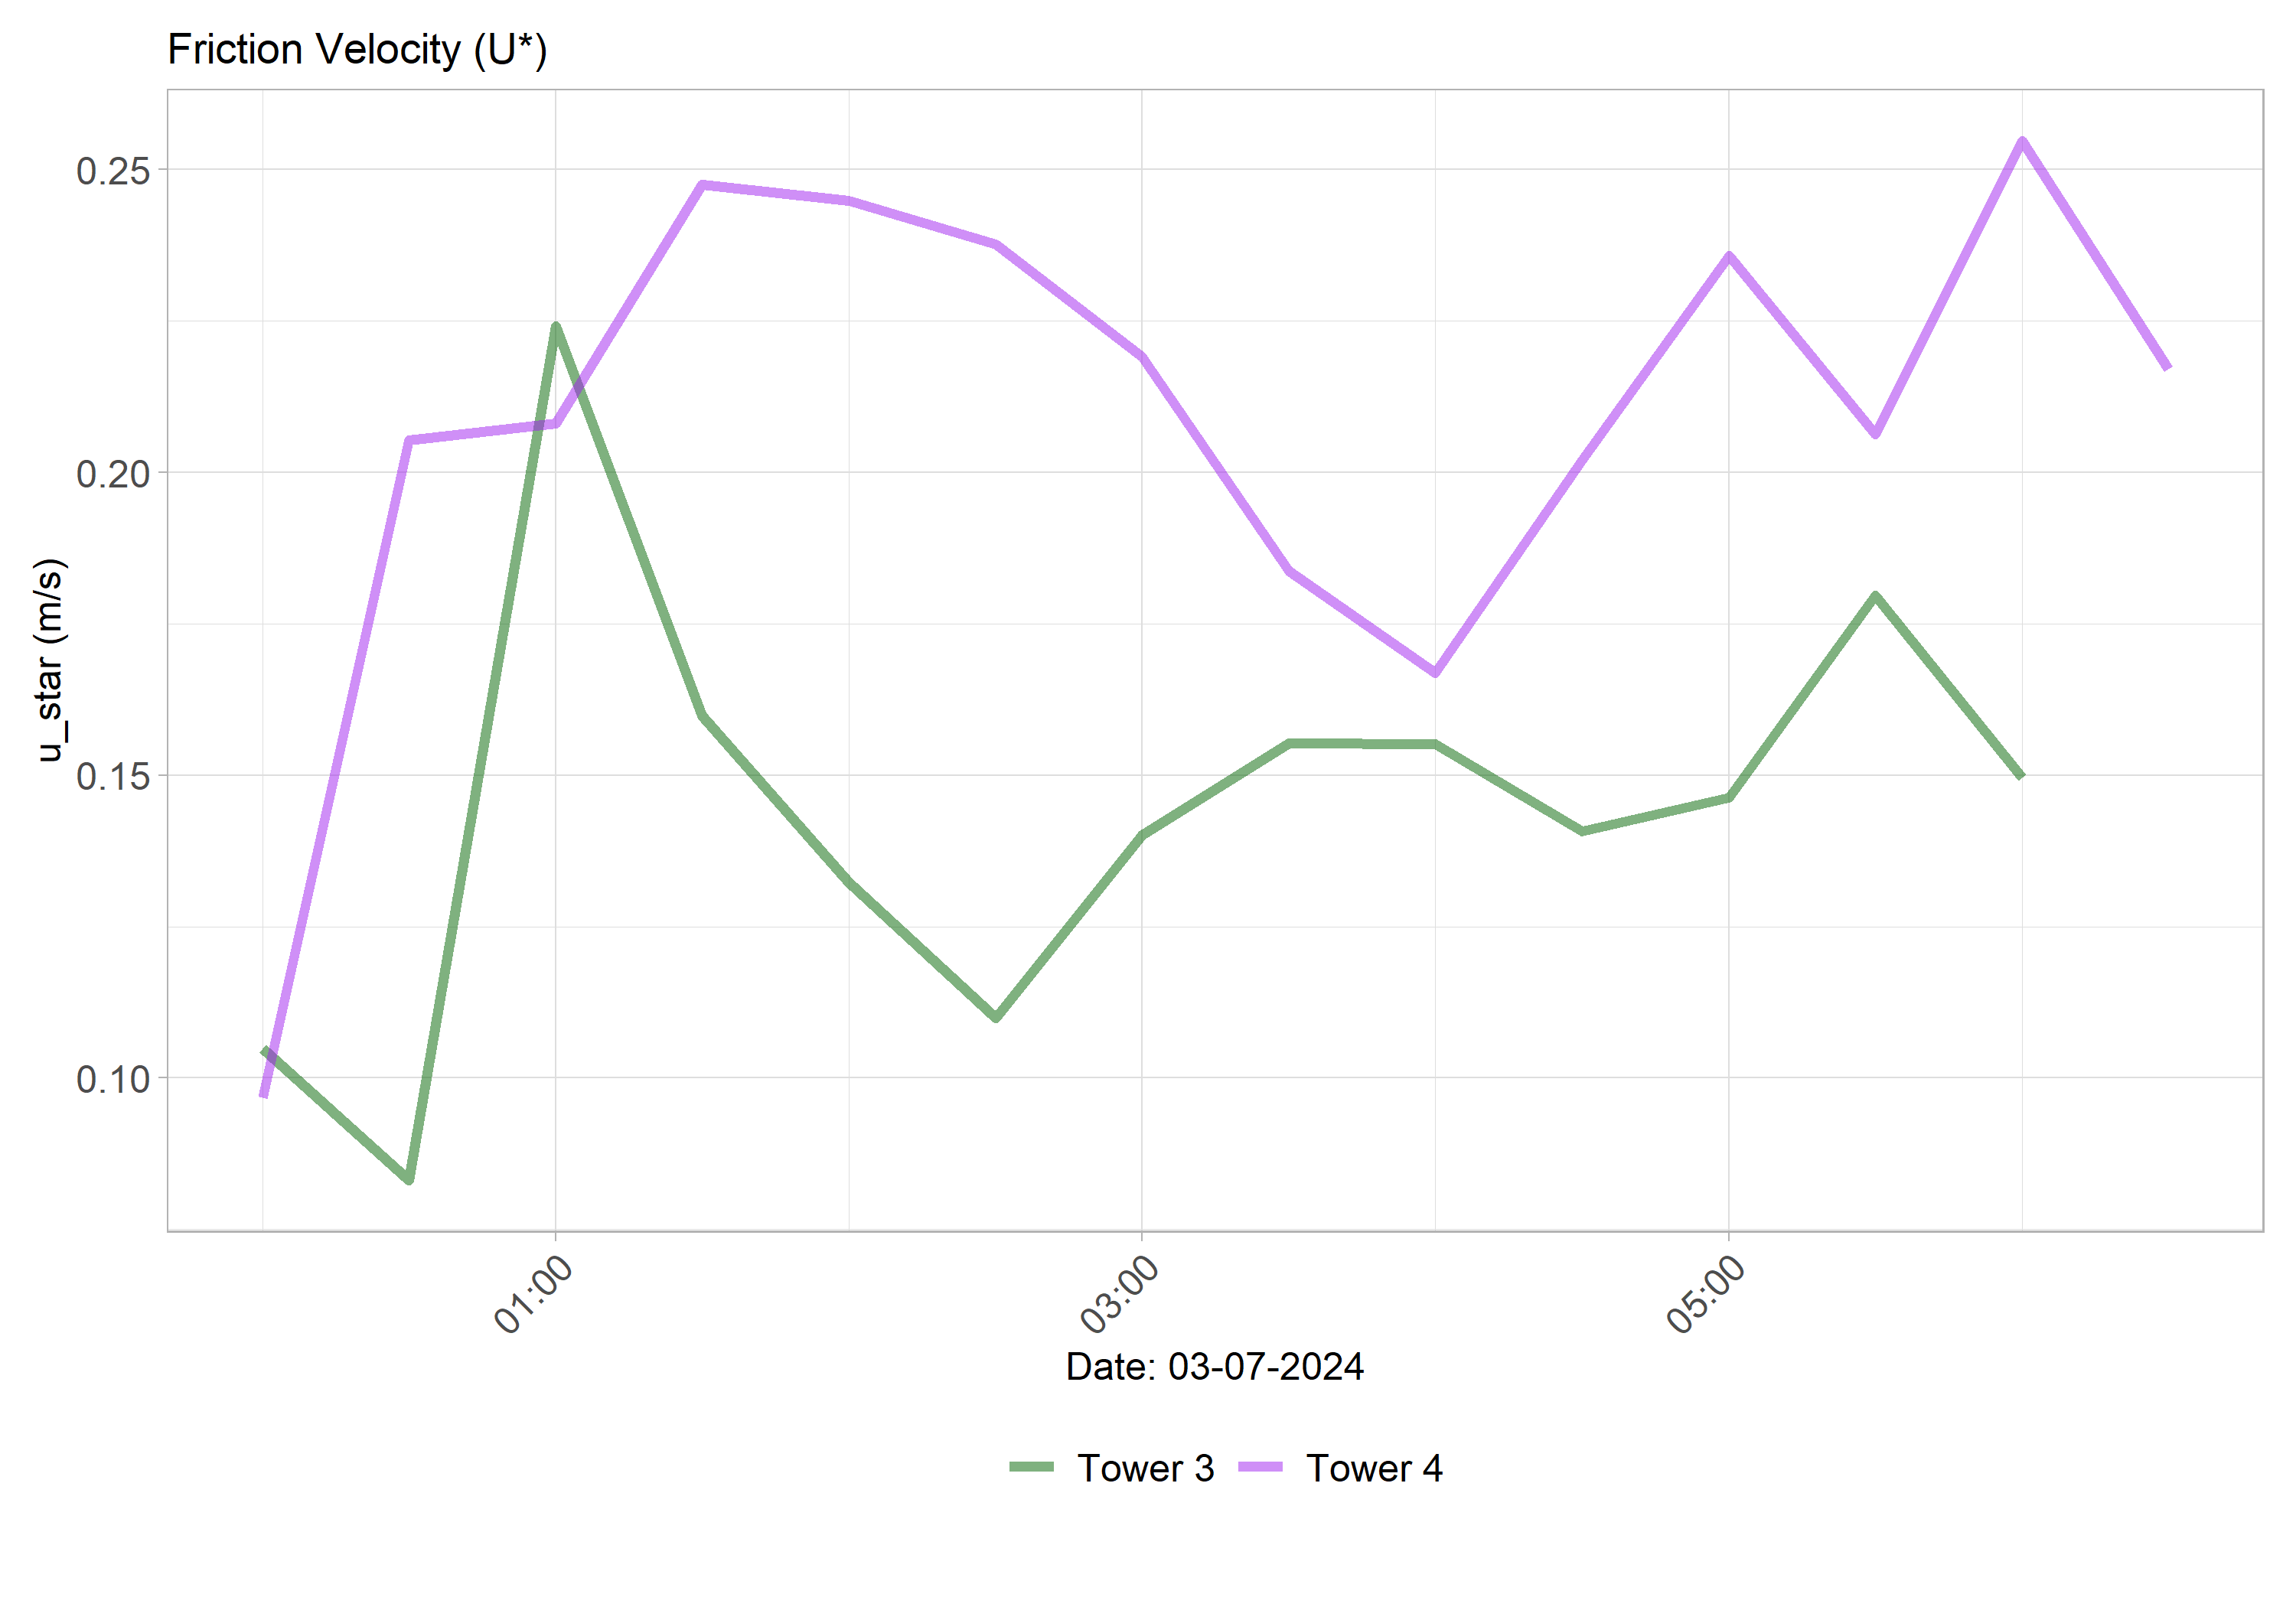 Friction Velocity (U*)
u_star (m/s)
0.25
0.20
0.15
0.10
01:00
03:00
05:00
Date: 03-07-2024
Tower 3
Tower 4